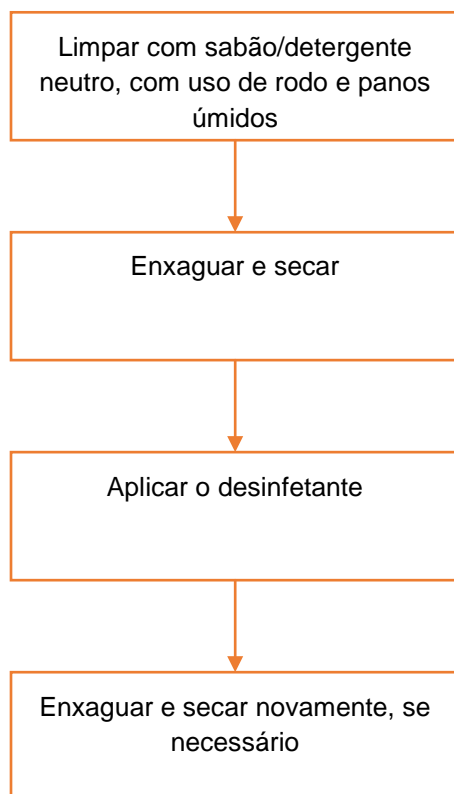 Limpar com sabão/detergente
neutro, com uso de rodo e panos
úmidos
Enxaguar e secar
Aplicar o desinfetante
Enxaguar e secar novamente, se
necessário